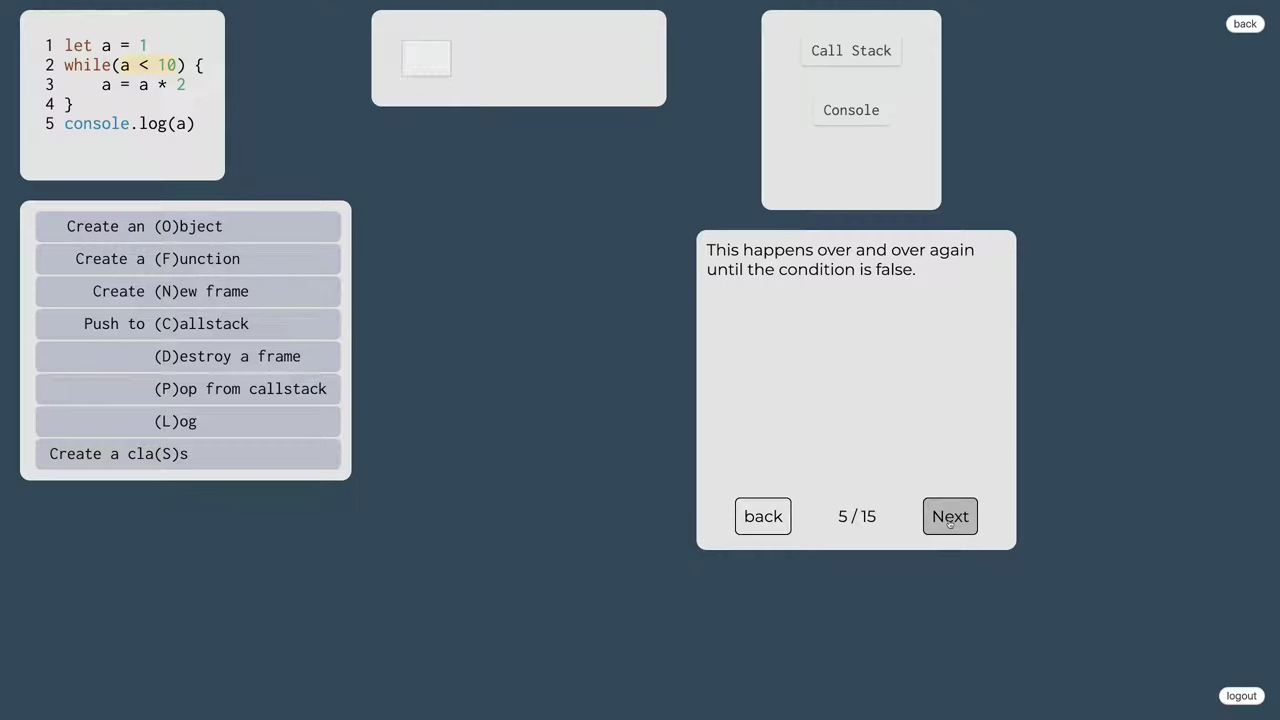 back
1 let a = 1
2 while(a < 10) {
3     a = a * 2
4 }
5 console.log(a)
Call Stack
Console
Create an (O)bject
Create a (F)unction
Create (N)ew frame
Push to (C)allstack
(D)estroy a frame
(P)op from callstack
(L)og
Create a cla(S)s
This happens over and over again
until the condition is false.
back
5 / 15
Next
logout